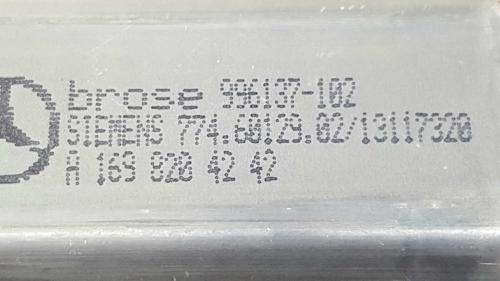 brose 996137-102
SIEMENS 774.60129.02/13117320
A 169 820 42 42